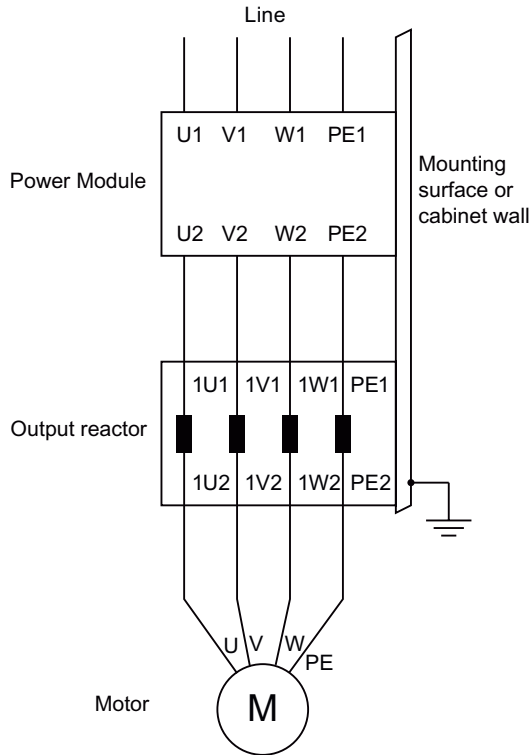 Line
U1 V1 W1 PE1
Power Module
Mounting
surface or
cabinet wall
U2 V2 W2 PE2
1U1 1V1 1W1 PE1
Output reactor
1U2 1V2 1W2 PE2
U V W
PE
Motor
M